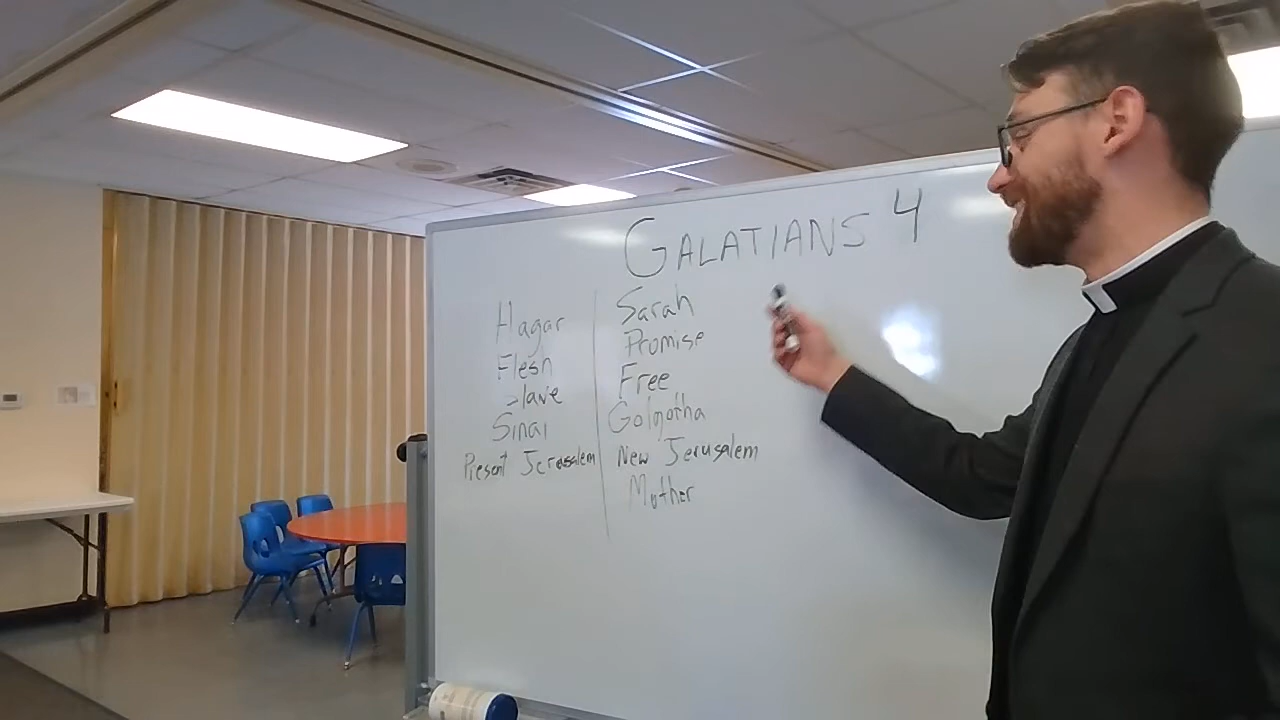 GALATIANS 4
Hagar
Flesh
Slave
Sinai
Present Jerusalem
Sarah
Promise
Free
Golgotha
New Jerusalem
Mother